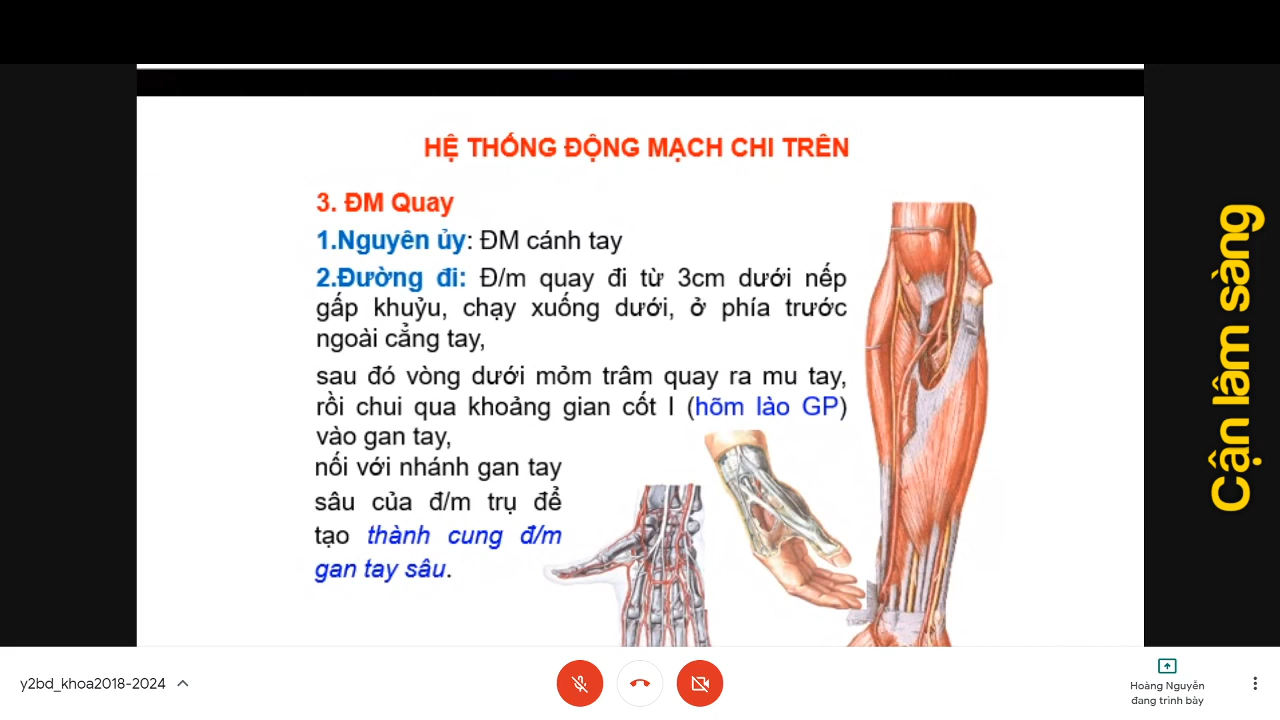 HỆ THỐNG ĐỘNG MẠCH CHI TRÊN
3. ĐM Quay
1.Nguyên ủy: ĐM cánh tay
2.Đường đi: Đ/m quay đi từ 3cm dưới nếp
gấp khuỷu, chạy xuống dưới, ở phía trước
ngoài cẳng tay,
sau đó vòng dưới mỏm trâm quay ra mu tay,
rồi chui qua khoảng gian cốt I (hõm lào GP)
vào gan tay,
nối với nhánh gan tay
sâu của đ/m trụ để
tạo thành cung đ/m
gan tay sâu.
Cận lâm sàng
y2bd_khoa2018-2024
Hoàng Nguyễn
đang trình bày